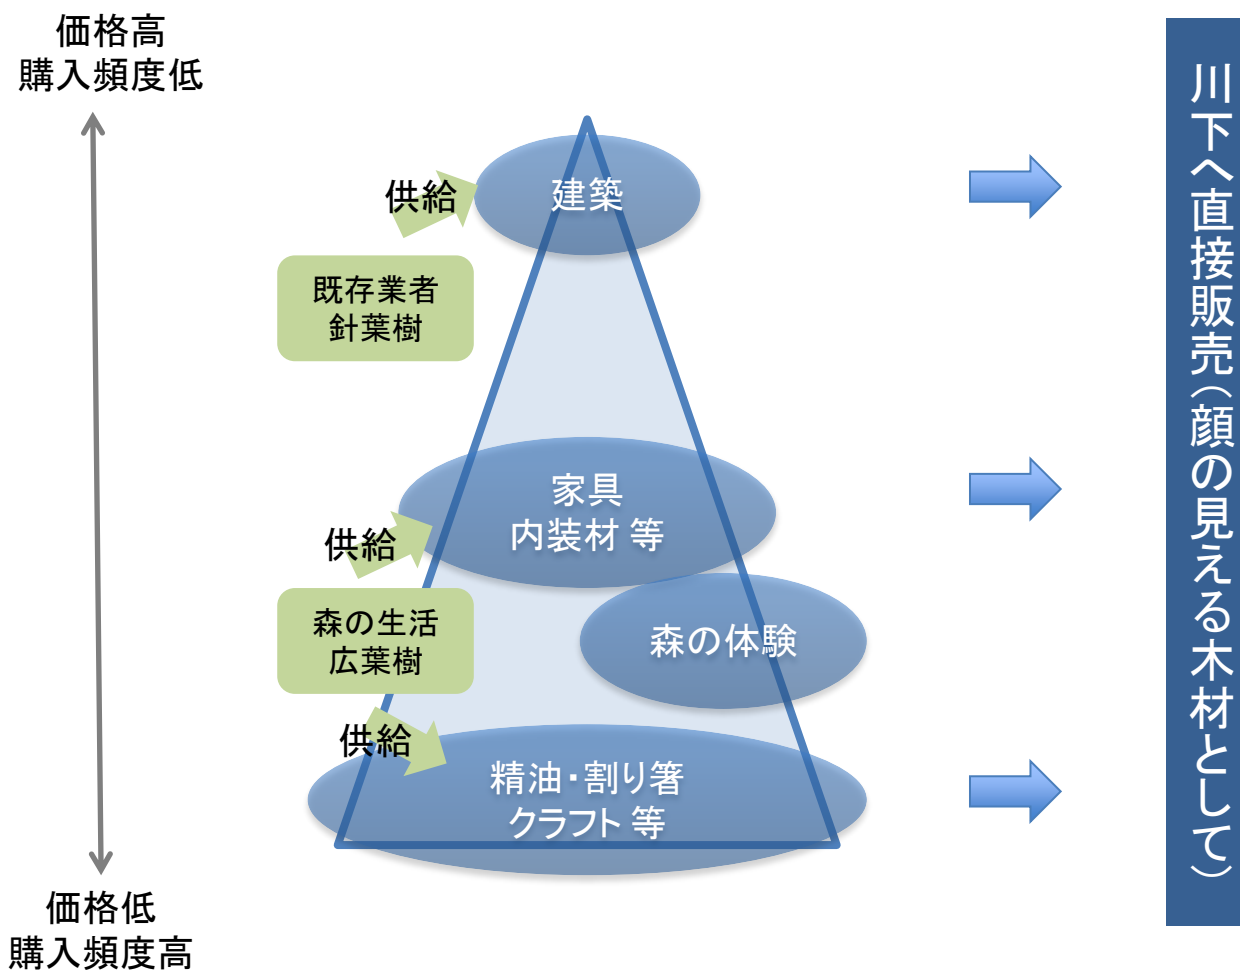 価格高
購入頻度低
供給
建築
既存業者
針葉樹
家具
内装材 等
供給
森の生活
広葉樹
森の体験
供給
精油・割り箸
クラフト 等
価格低
購入頻度高
川下へ直接販売（顔の見える木材として）